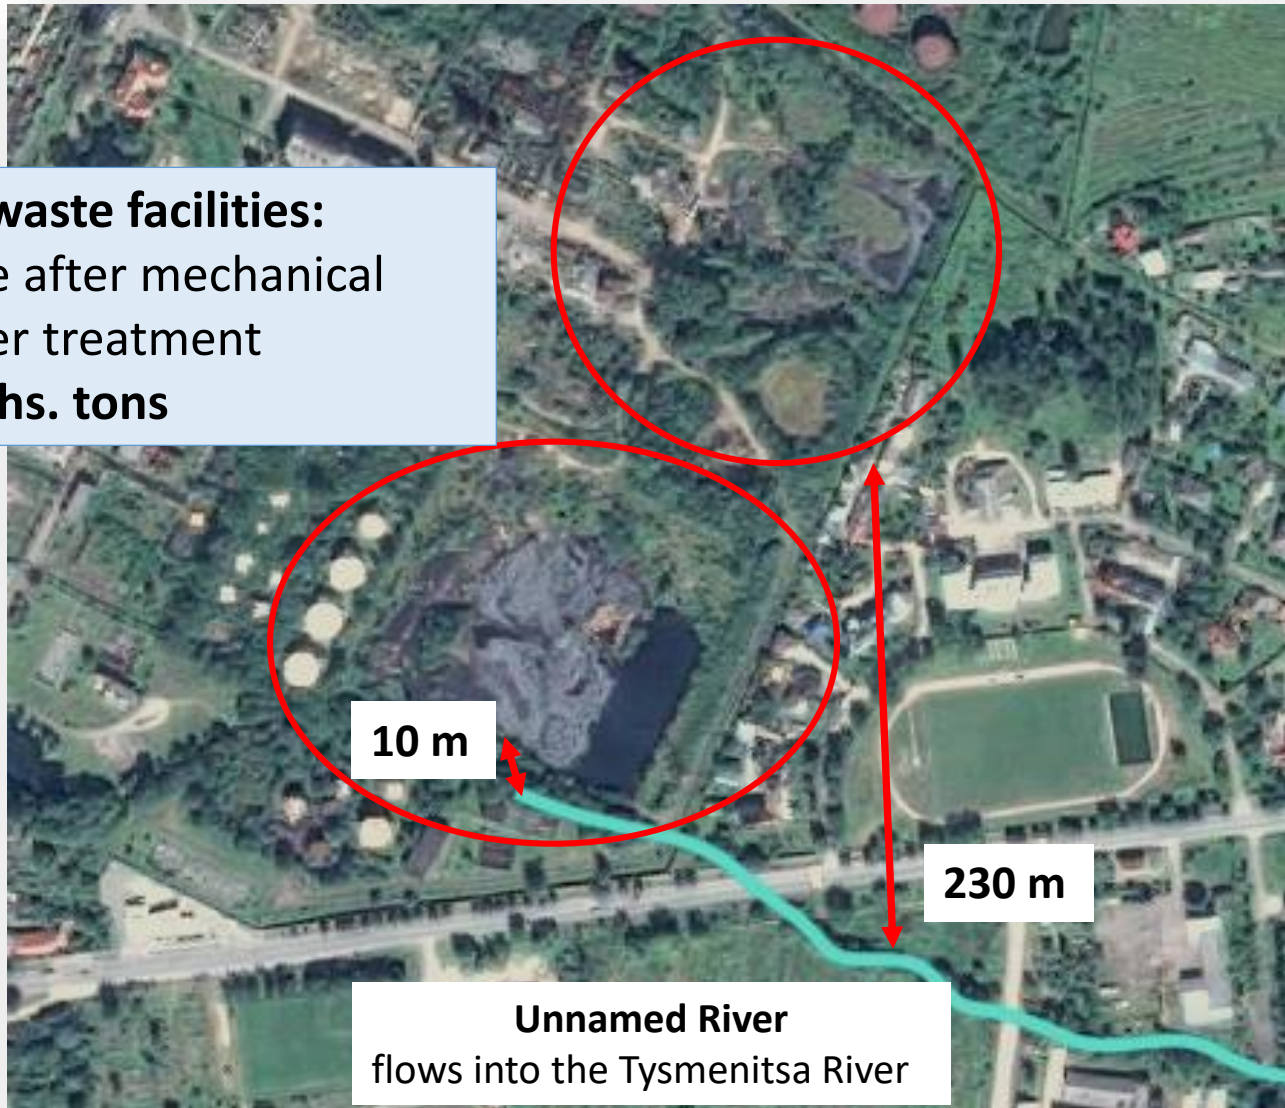 waste facilities:
e after mechanical
er treatment
hs. tons
10 m
230 m
Unnamed River
flows into the Tysmenitsa River